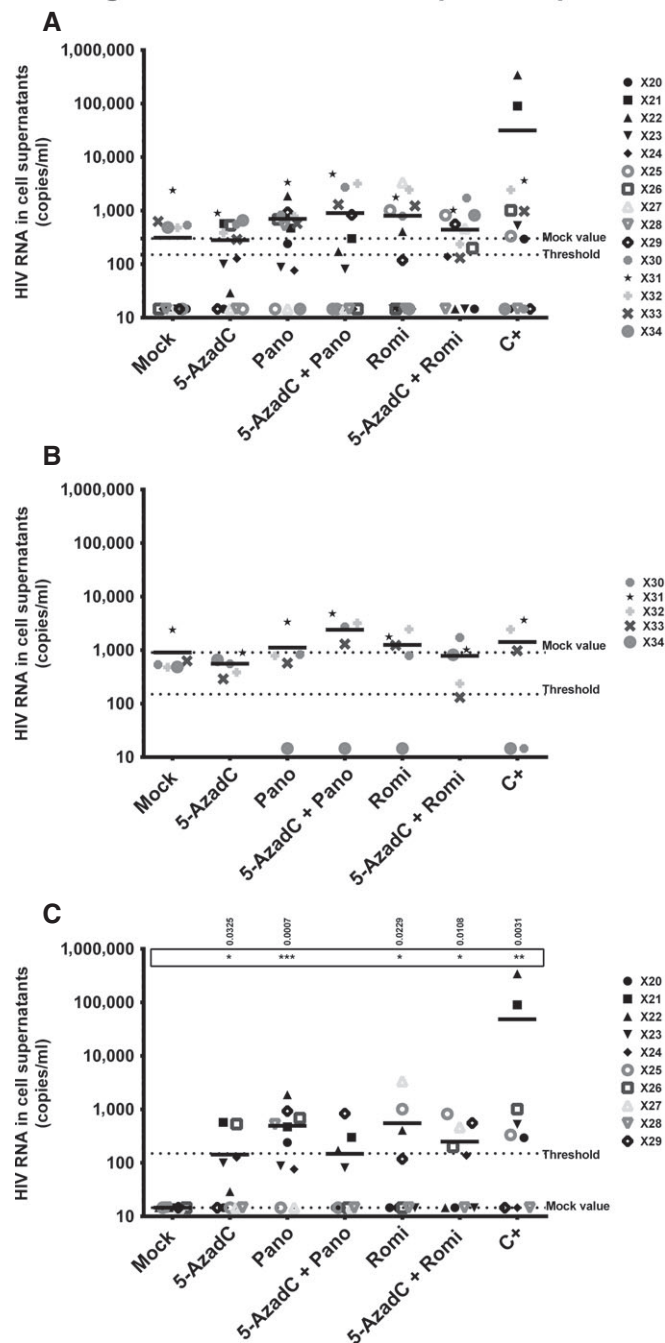 A
HIV RNA in cell supernatants
(copies/ml)
1,000,000
100,000
10,000
1,000
100
10
Mock value
Threshold
Mock
5-AzadC
Pano
5-AzadC + Pano
Romi
5-AzadC + Romi
C+
X20
X21
X22
X23
X24
X25
X26
X27
X28
X29
X30
X31
X32
X33
X34
B
HIV RNA in cell supernatants
(copies/ml)
1,000,000
100,000
10,000
1,000
100
10
Mock value
Threshold
Mock
5-AzadC
Pano
5-AzadC + Pano
Romi
5-AzadC + Romi
C+
X30
X31
X32
X33
X34
C
HIV RNA in cell supernatants
(copies/ml)
0.0325
0.0007
0.0229
0.0108
0.0031
* *** * * **
1,000,000
100,000
10,000
1,000
100
10
Threshold
Mock value
Mock
5-AzadC
Pano
5-AzadC + Pano
Romi
5-AzadC + Romi
C+
X20
X21
X22
X23
X24
X25
X26
X27
X28
X29